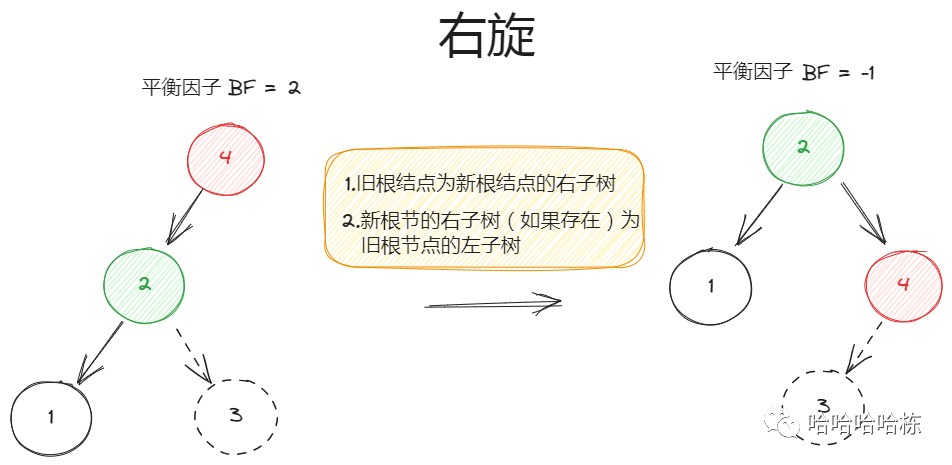 右旋
平衡因子 BF = 2
平衡因子 BF = -1
4
2
1
3
1.旧根结点为新根结点的右子树
2.新根节的右子树（如果存在）为
旧根节点的左子树
2
1
4
3
哈哈哈哈栋